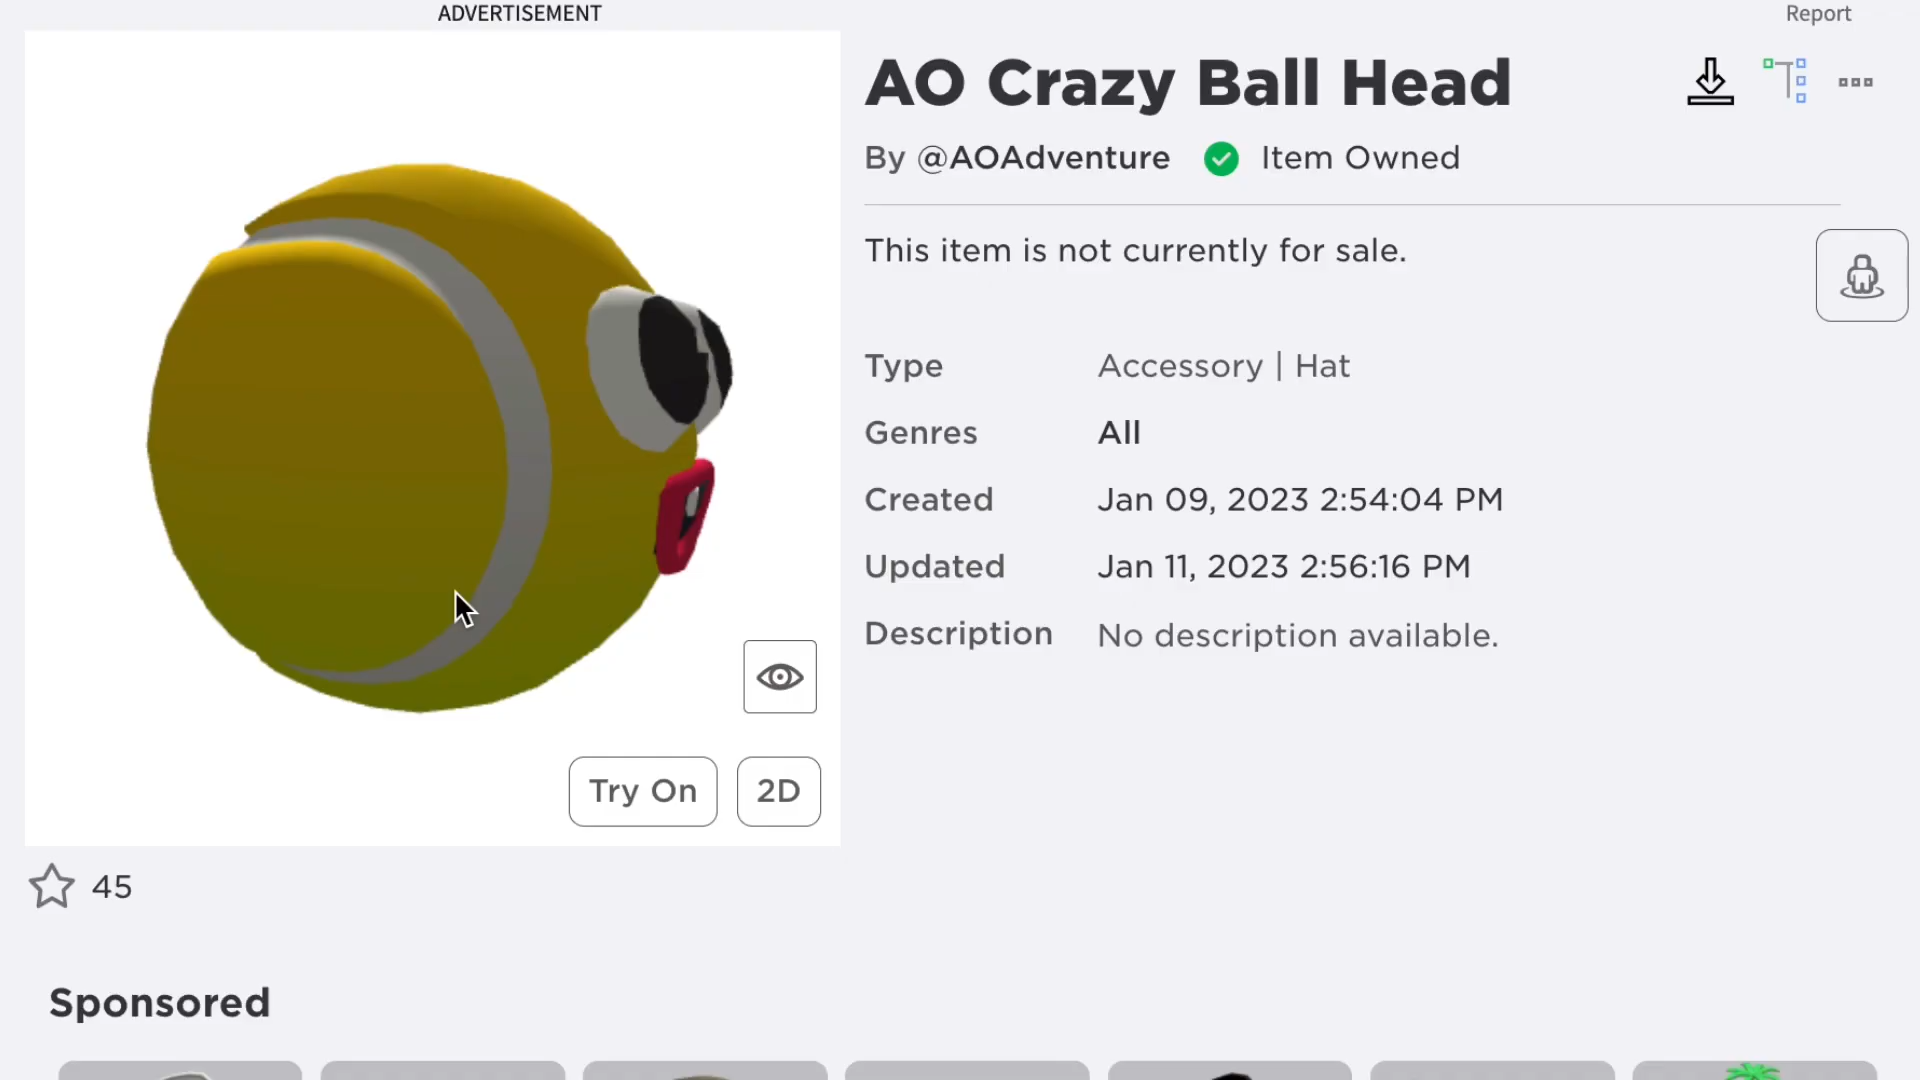 ADVERTISEMENT
Report
AO Crazy Ball Head
By @AOAdventure Item Owned
This item is not currently for sale.
Type Accessory | Hat
Genres All
Created Jan 09, 2023 2:54:04 PM
Updated Jan 11, 2023 2:56:16 PM
Description No description available.
Try On 2D
45
Sponsored